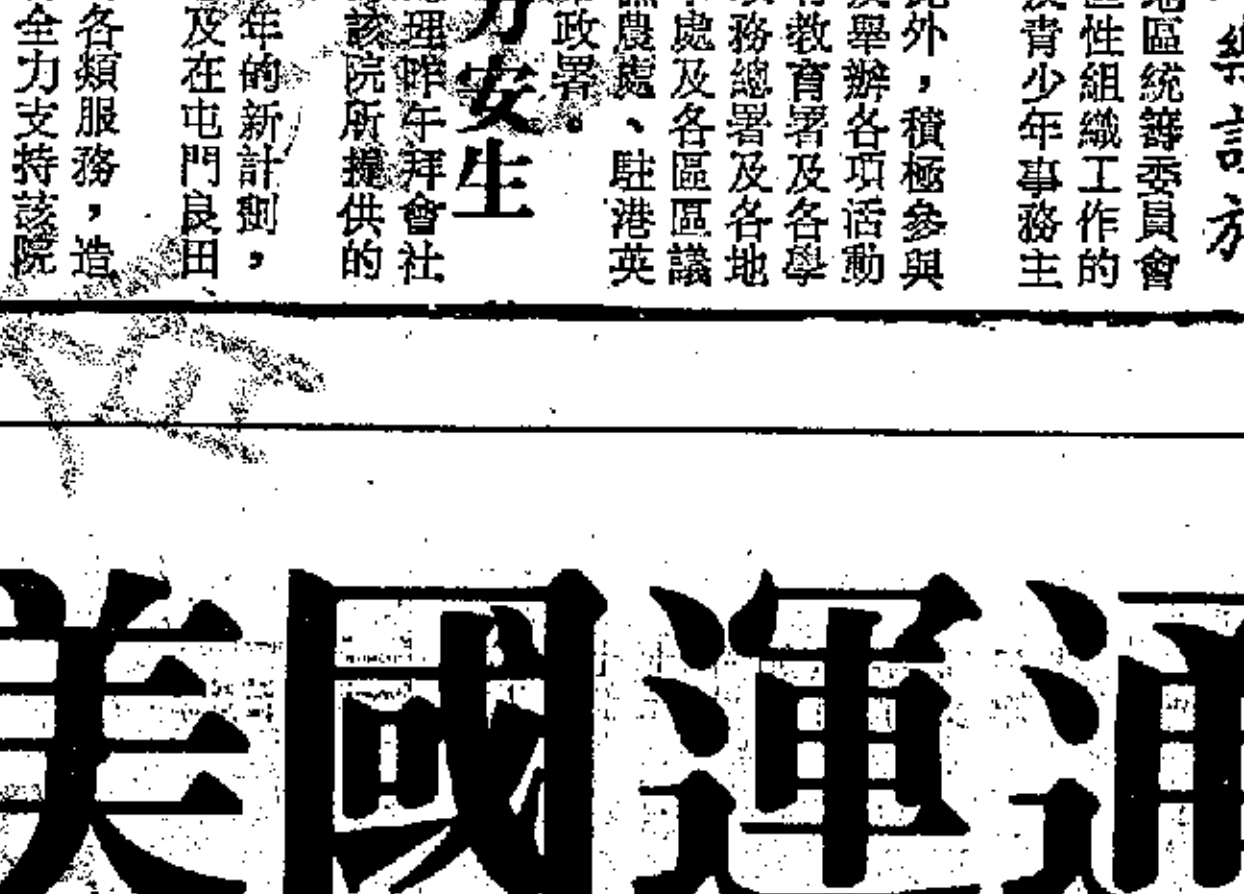 地區統籌委員會
性組織工作的
青少年事務主
外，積極參與
舉辦各項活動
教育署及各學
務總署及各地
處及各區區議
農處、駐港英
政署。
安生
理昨午拜會社
該院所提供的
年的新計劃，
及在屯門良田、
各類服務，造
全力支持該院
美國運通